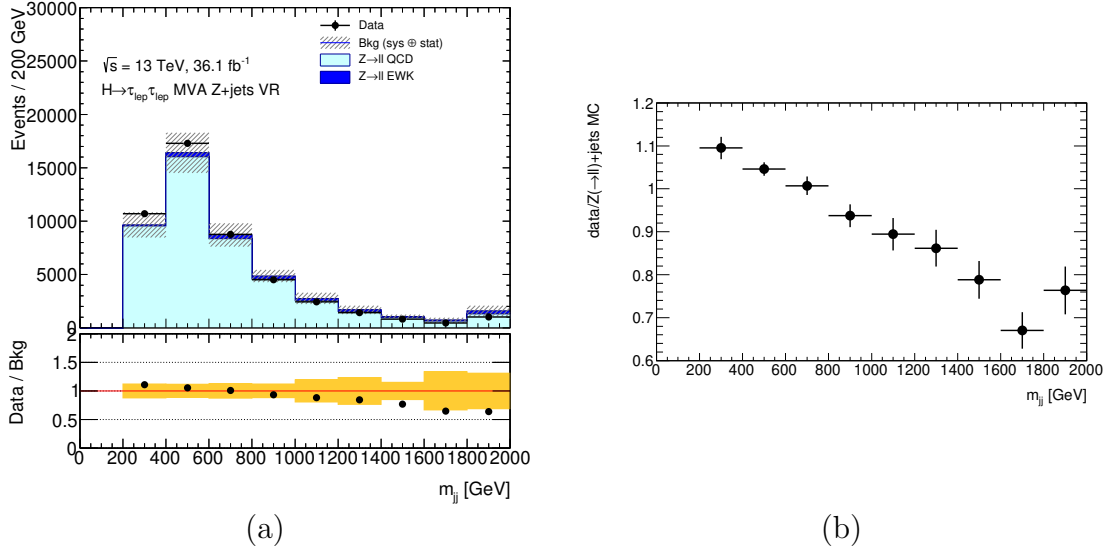 Events / 200 GeV
30000
25000
20000
15000
10000
5000
0
√s = 13 TeV, 36.1 fb⁻¹
H→τ_lep τ_lep MVA Z+jets VR
Data
Bkg (sys ⊕ stat)
Z→ll QCD
Z→ll EWK
Data / Bkg
2
1.5
1
0.5
0
0 200 400 600 800 1000 1200 1400 1600 1800 2000
m_jj [GeV]
(a)
data/Z(→ll)+jets MC
1.2
1.1
1
0.9
0.8
0.7
0.6
0 200 400 600 800 1000 1200 1400 1600 1800 2000
m_jj [GeV]
(b)